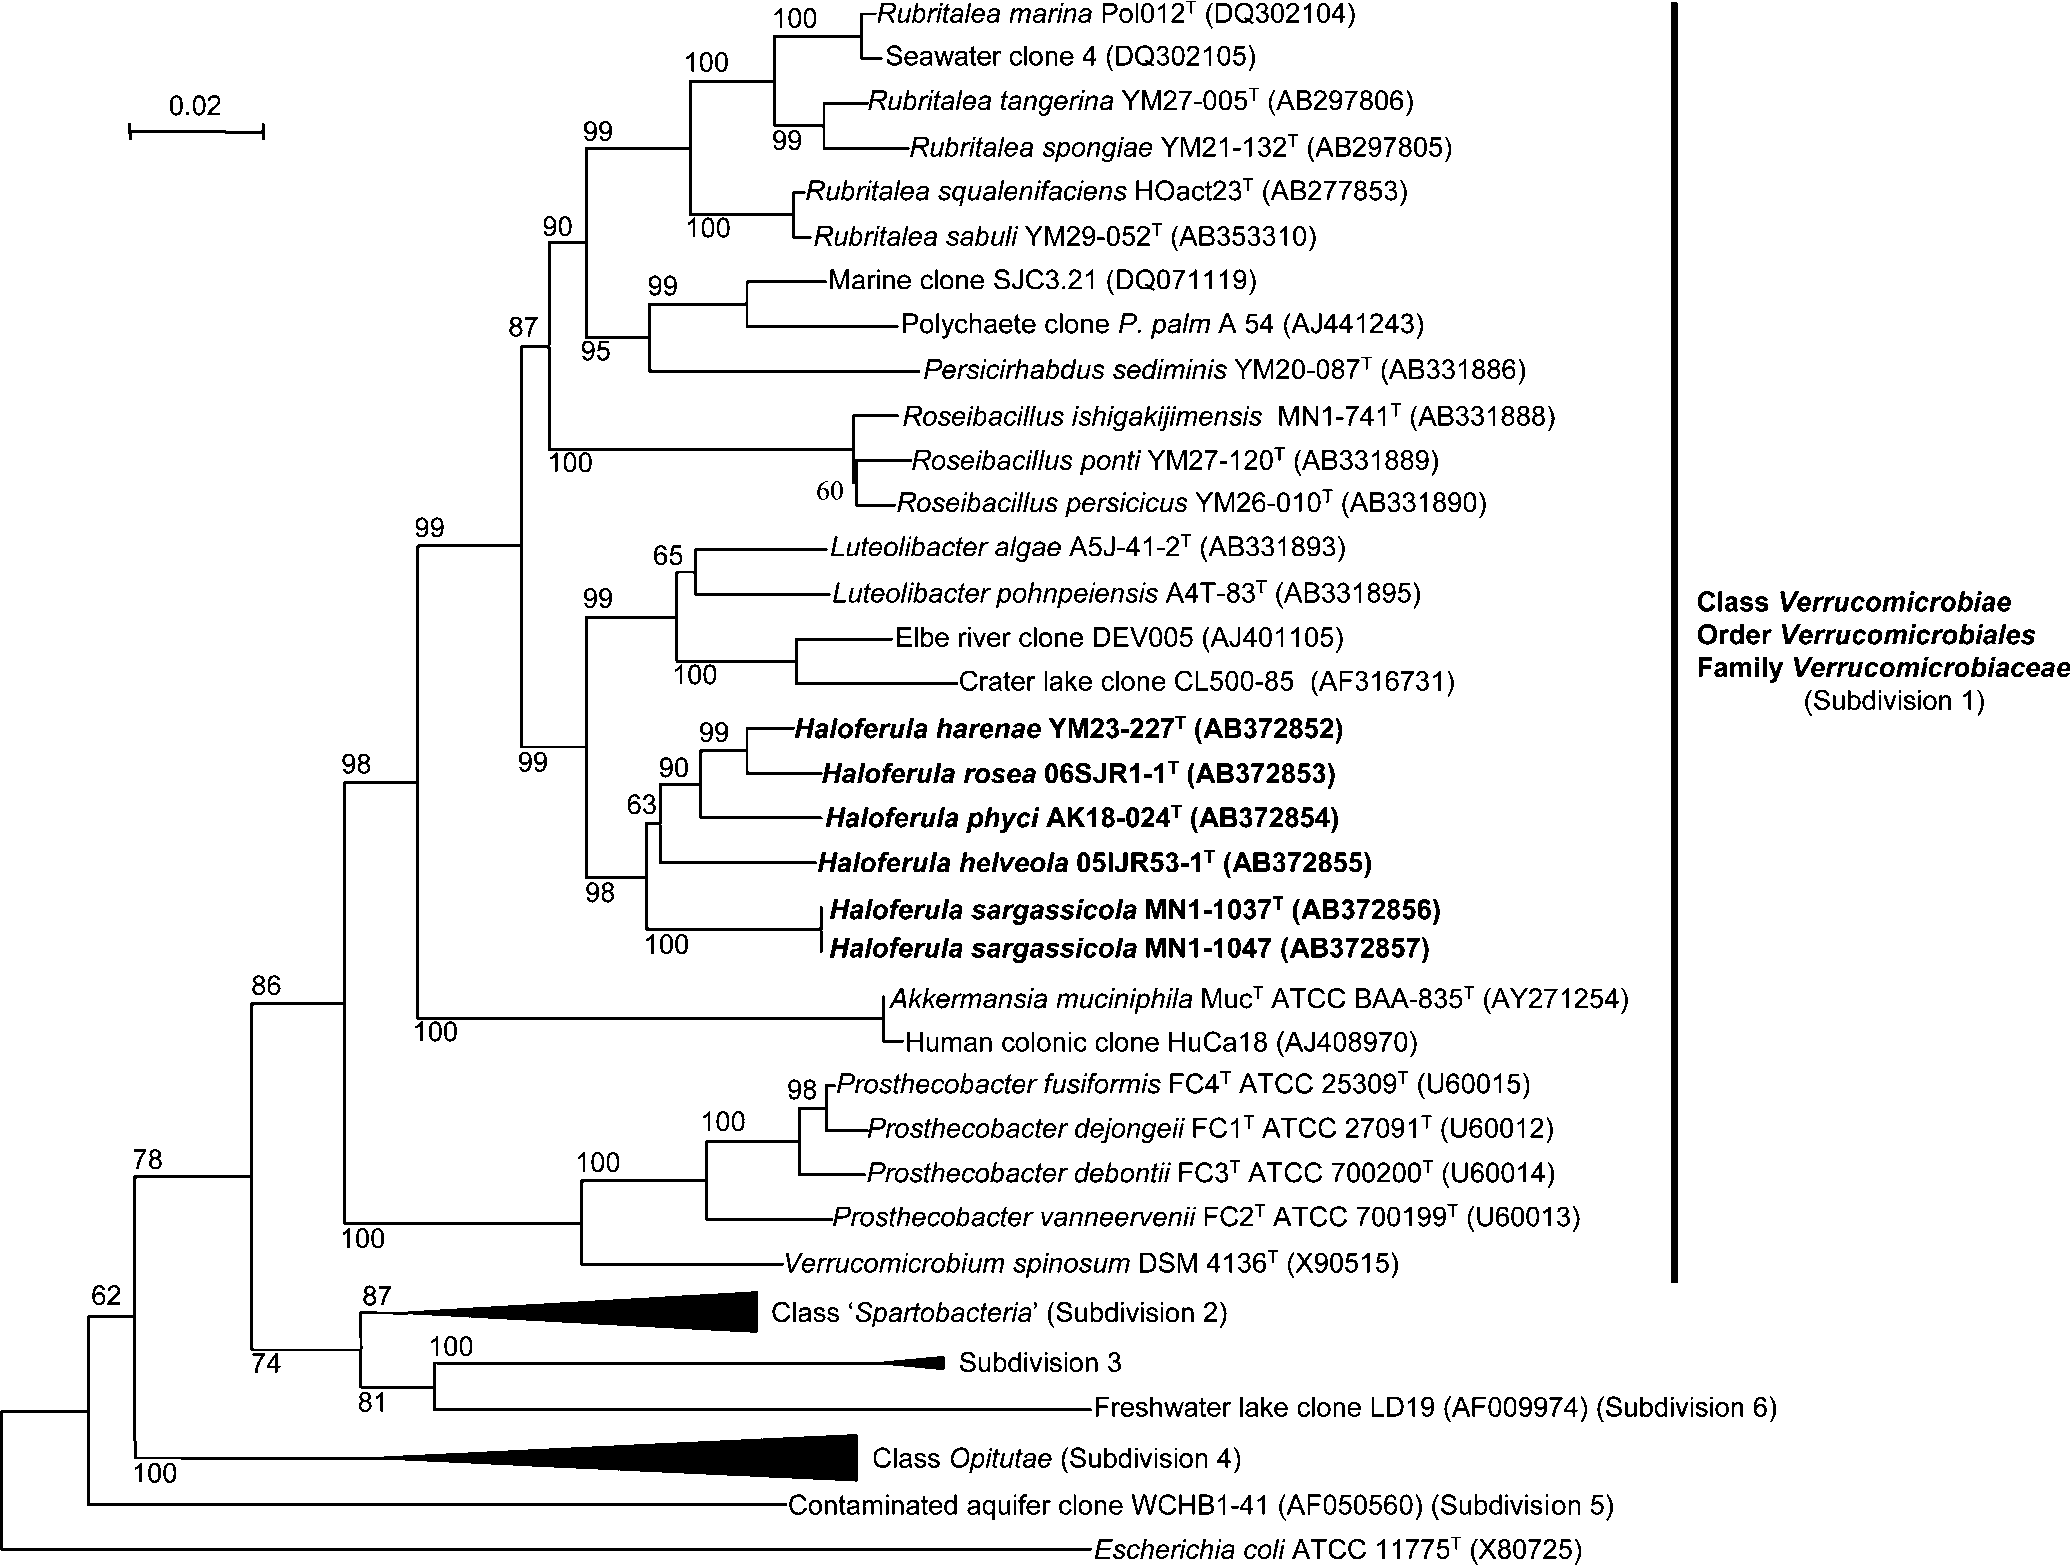 100
Rubritalea marina Pol012ᵀ (DQ302104)
Seawater clone 4 (DQ302105)
100
0.02
Rubritalea tangerina YM27-005ᵀ (AB297806)
99
99
Rubritalea spongiae YM21-132ᵀ (AB297805)
Rubritalea squalenifaciens HOact23ᵀ (AB277853)
100
90
Rubritalea sabuli YM29-052ᵀ (AB353310)
99
Marine clone SJC3.21 (DQ071119)
87
Polychaete clone P. palm A 54 (AJ441243)
95
Persicirhabdus sediminis YM20-087ᵀ (AB331886)
Roseibacillus ishigakijimensis MN1-741ᵀ (AB331888)
100
Roseibacillus ponti YM27-120ᵀ (AB331889)
60
Roseibacillus persicicus YM26-010ᵀ (AB331890)
99
65
Luteolibacter algae A5J-41-2ᵀ (AB331893)
99
Luteolibacter pohnpeiensis A4T-83ᵀ (AB331895)
Elbe river clone DEV005 (AJ401105)
100
Crater lake clone CL500-85 (AF316731)
Class Verrucomicrobiae
Order Verrucomicrobiales
Family Verrucomicrobiaceae
(Subdivision 1)
99
Haloferula harenae YM23-227ᵀ (AB372852)
98
99
90
Haloferula rosea 06SJR1-1ᵀ (AB372853)
63
Haloferula phyci AK18-024ᵀ (AB372854)
Haloferula helveola 05IJR53-1ᵀ (AB372855)
98
Haloferula sargassicola MN1-1037ᵀ (AB372856)
100
Haloferula sargassicola MN1-1047 (AB372857)
86
Akkermansia muciniphila Mucᵀ ATCC BAA-835ᵀ (AY271254)
100
Human colonic clone HuCa18 (AJ408970)
98
Prosthecobacter fusiformis FC4ᵀ ATCC 25309ᵀ (U60015)
100
Prosthecobacter dejongeii FC1ᵀ ATCC 27091ᵀ (U60012)
78
100
Prosthecobacter debontii FC3ᵀ ATCC 700200ᵀ (U60014)
100
Prosthecobacter vanneervenii FC2ᵀ ATCC 700199ᵀ (U60013)
Verrucomicrobium spinosum DSM 4136ᵀ (X90515)
62
87
Class ‘Spartobacteria’ (Subdivision 2)
74
100
Subdivision 3
81
Freshwater lake clone LD19 (AF009974) (Subdivision 6)
100
Class Opitutae (Subdivision 4)
Contaminated aquifer clone WCHB1-41 (AF050560) (Subdivision 5)
Escherichia coli ATCC 11775ᵀ (X80725)